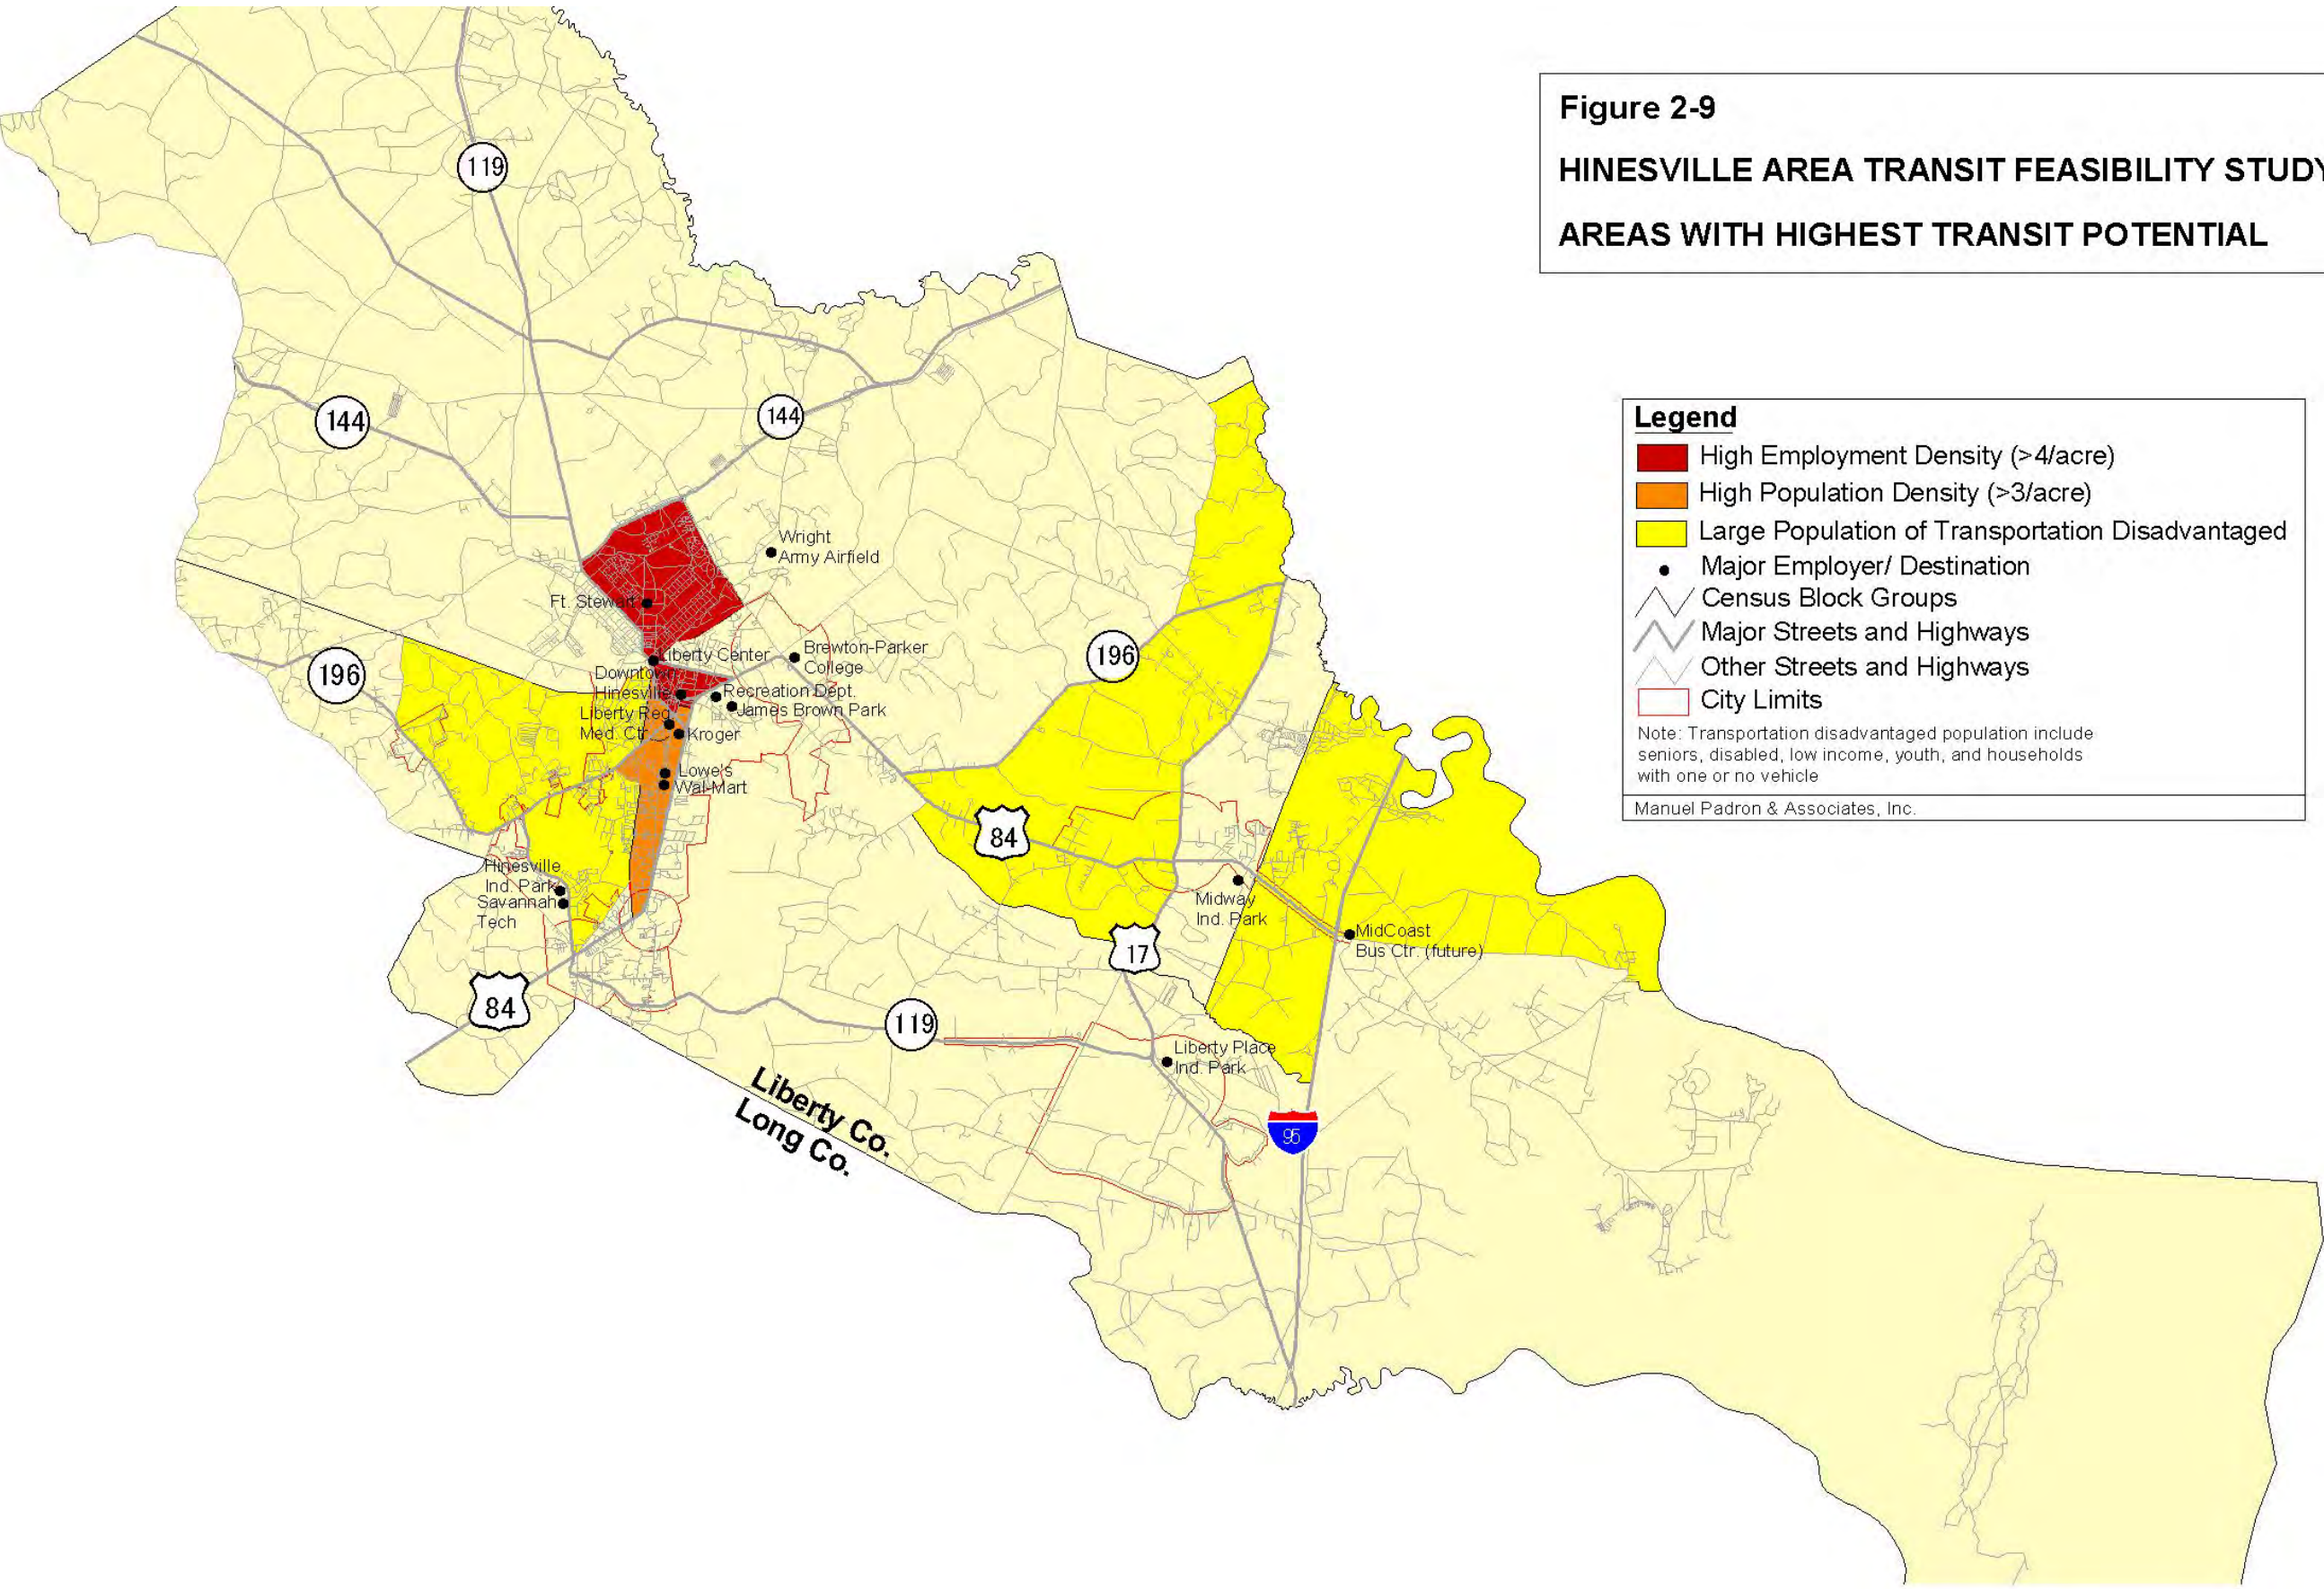 Figure 2-9
HINESVILLE AREA TRANSIT FEASIBILITY STUDY
AREAS WITH HIGHEST TRANSIT POTENTIAL
Legend
High Employment Density (>4/acre)
High Population Density (>3/acre)
Large Population of Transportation Disadvantaged
Major Employer/ Destination
Census Block Groups
Major Streets and Highways
Other Streets and Highways
City Limits
Note: Transportation disadvantaged population include
seniors, disabled, low income, youth, and households
with one or no vehicle
Manuel Padron & Associates, Inc.
119
144
144
Wright
Army Airfield
Ft. Stewart
196
196
Liberty Center
Brewton-Parker
College
Downtown
Hinesville
Recreation Dept.
James Brown Park
Liberty Reg.
Med. Ctr.
Kroger
Lowe's
Wal-Mart
84
Hinesville
Ind. Park
Savannah
Tech
Midway
Ind. Park
MidCoast
Bus Ctr. (future)
17
84
119
Liberty Place
Ind. Park
95
Liberty Co.
Long Co.